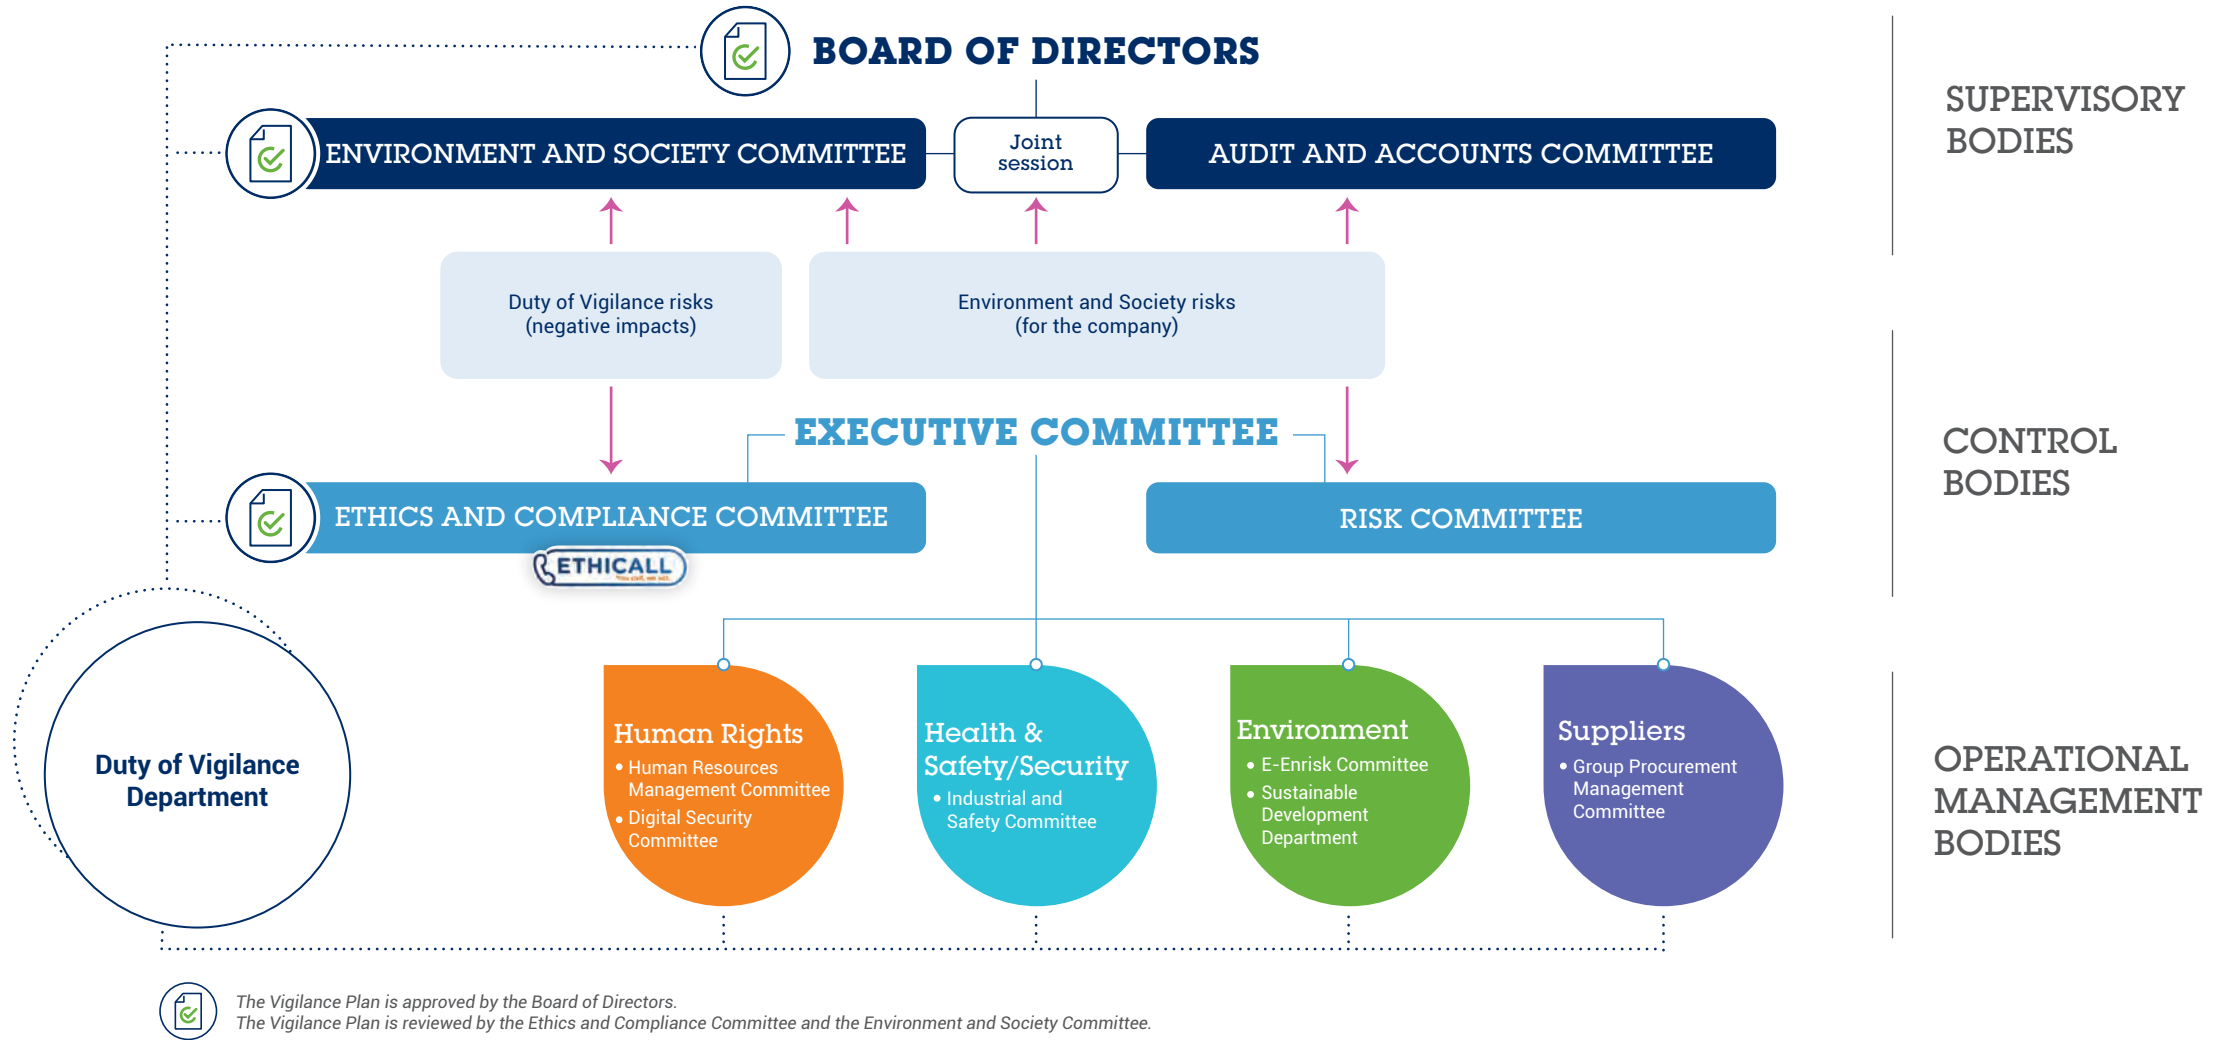 BOARD OF DIRECTORS
SUPERVISORY
BODIES
ENVIRONMENT AND SOCIETY COMMITTEE
Joint
session
AUDIT AND ACCOUNTS COMMITTEE
Duty of Vigilance risks
(negative impacts)
Environment and Society risks
(for the company)
CONTROL
BODIES
EXECUTIVE COMMITTEE
ETHICS AND COMPLIANCE COMMITTEE
RISK COMMITTEE
ETHICALL
You call, we act.
Duty of Vigilance
Department
Human Rights
• Human Resources
Management Committee
• Digital Security
Committee
Health &
Safety/Security
• Industrial and
Safety Committee
Environment
• E-Enrisk Committee
• Sustainable
Development
Department
Suppliers
• Group Procurement
Management
Committee
OPERATIONAL
MANAGEMENT
BODIES
The Vigilance Plan is approved by the Board of Directors.
The Vigilance Plan is reviewed by the Ethics and Compliance Committee and the Environment and Society Committee.